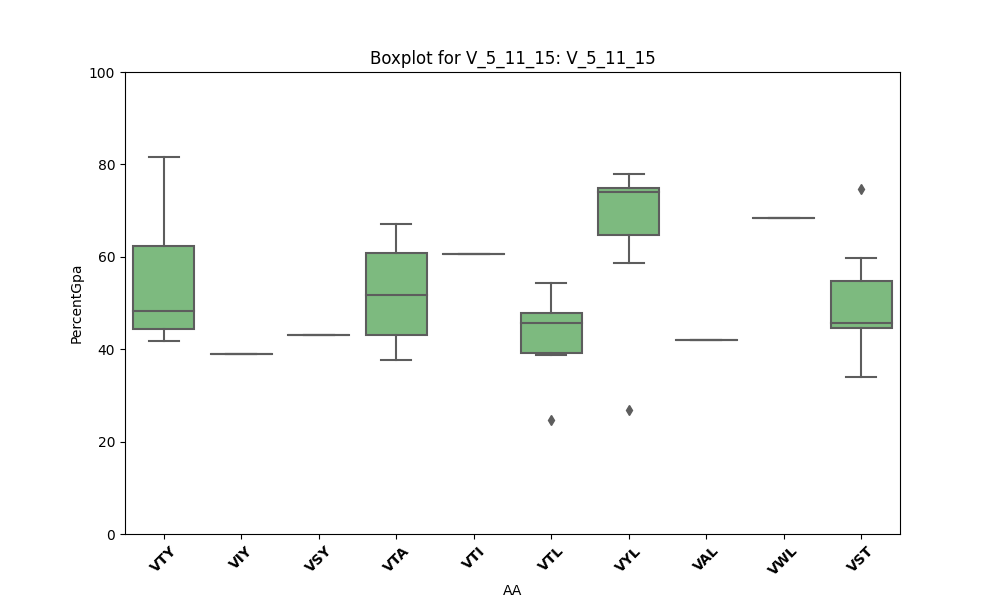 Boxplot for V_5_11_15: V_5_11_15
100
80
60
40
20
0
PercentGpa
VTY VIY VSY VTA VTI VTL VYL VAL VWL VST
AA